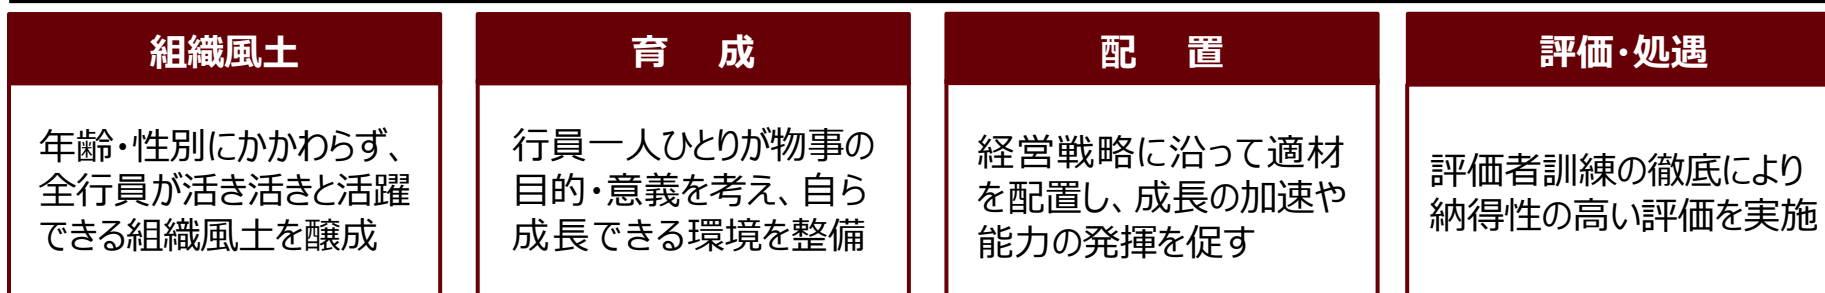 組織風土
年齢・性別にかかわらず、
全行員が活き活きと活躍
できる組織風土を醸成
育　成
行員一人ひとりが物事の
目的・意義を考え、自ら
成長できる環境を整備
配　置
経営戦略に沿って適材
を配置し、成長の加速や
能力の発揮を促す
評価・処遇
評価者訓練の徹底により
納得性の高い評価を実施